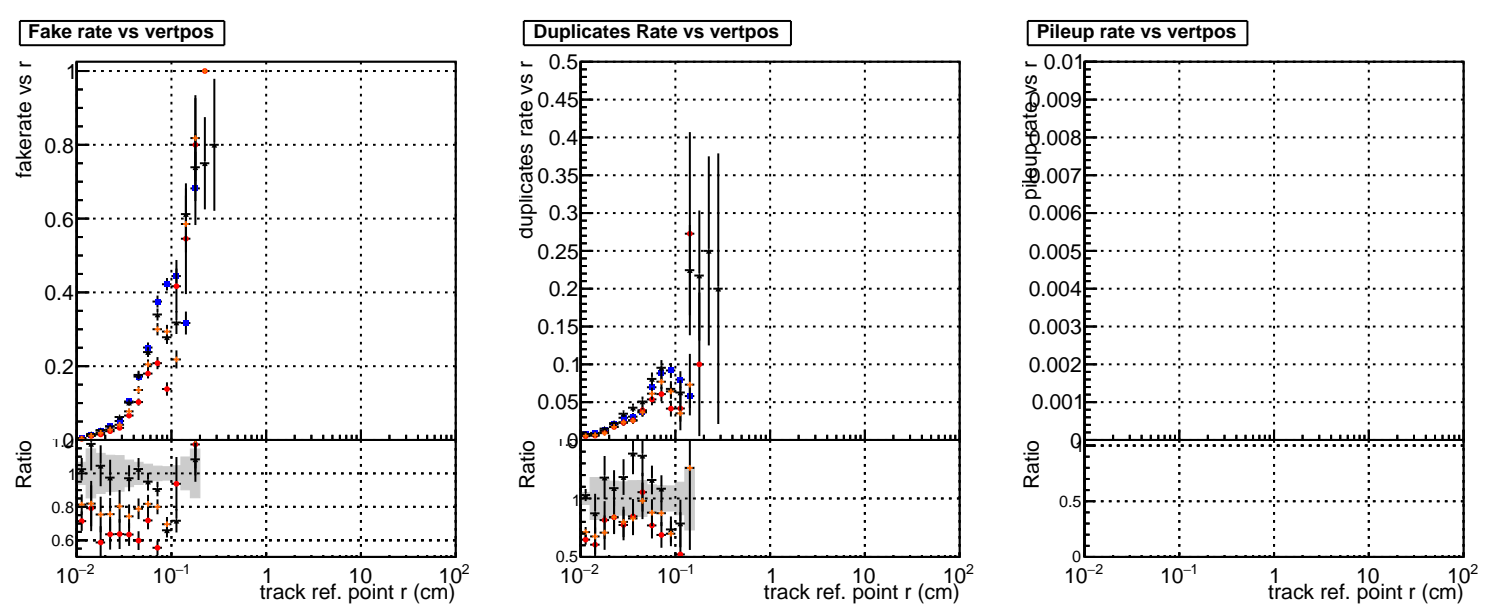 Fake rate vs vertpos
fakerate vs r
1
0.8
0.6
0.4
0.2
0
Ratio
1
0.8
0.6
10⁻² 10⁻¹ 1 10 10²
track ref. point r (cm)
Duplicates Rate vs vertpos
duplicates rate vs r
0.5
0.45
0.4
0.35
0.3
0.25
0.2
0.15
0.1
0.05
0
Ratio
1
0.5
10⁻² 10⁻¹ 1 10 10²
track ref. point r (cm)
Pileup rate vs vertpos
pileup rate vs r
0.01
0.009
0.008
0.007
0.006
0.005
0.004
0.003
0.002
0.001
0
Ratio
1
0.5
0
10⁻² 10⁻¹ 1 10 10²
track ref. point r (cm)